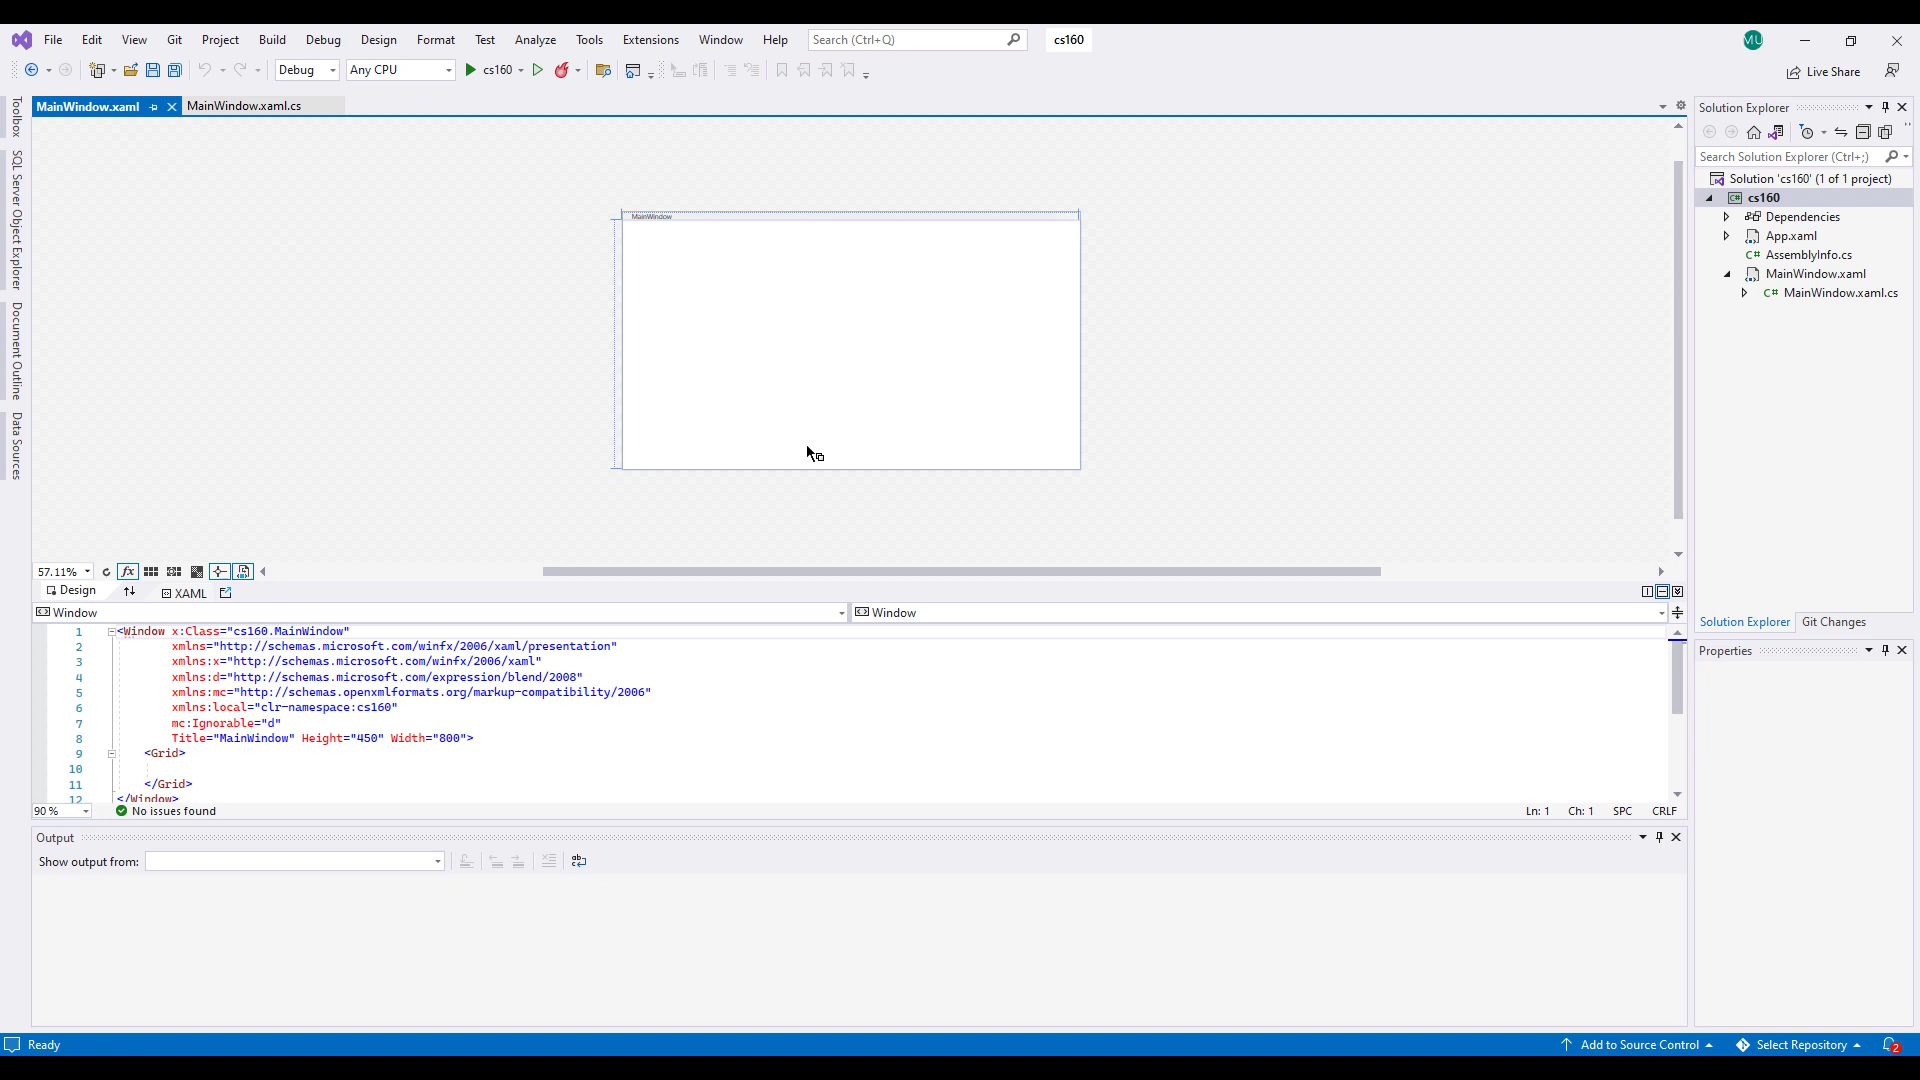 File Edit View Git Project Build Debug Design Format Test Analyze Tools Extensions Window Help Search (Ctrl+Q) cs160 MU
Debug Any CPU cs160 Live Share
MainWindow.xaml MainWindow.xaml.cs
Toolbox
SQL Server Object Explorer
Document Outline
Data Sources
MainWindow
57.11% fx
Design XAML
Window Window
1 <Window x:Class="cs160.MainWindow"
2 xmlns="http://schemas.microsoft.com/winfx/2006/xaml/presentation"
3 xmlns:x="http://schemas.microsoft.com/winfx/2006/xaml"
4 xmlns:d="http://schemas.microsoft.com/expression/blend/2008"
5 xmlns:mc="http://schemas.openxmlformats.org/markup-compatibility/2006"
6 xmlns:local="clr-namespace:cs160"
7 mc:Ignorable="d"
8 Title="MainWindow" Height="450" Width="800">
9 <Grid>
10
11 </Grid>
12 </Window>
90 % No issues found Ln: 1 Ch: 1 SPC CRLF
Output
Show output from:
Solution Explorer
Search Solution Explorer (Ctrl+;)
Solution 'cs160' (1 of 1 project)
C# cs160
Dependencies
App.xaml
C# AssemblyInfo.cs
MainWindow.xaml
C# MainWindow.xaml.cs
Solution Explorer Git Changes
Properties
Ready Add to Source Control Select Repository 2